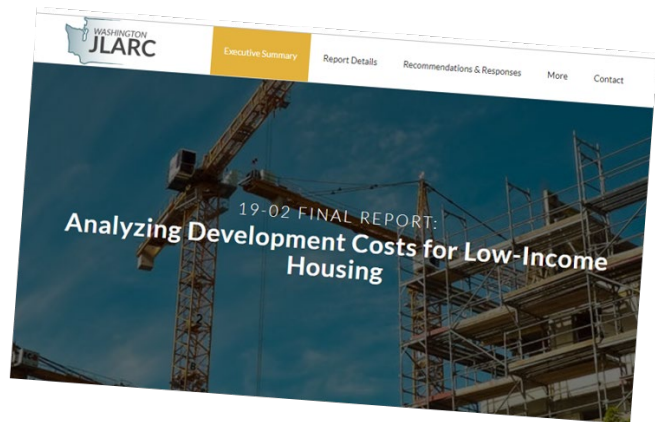 WASHINGTON
JLARC
Executive Summary
Report Details
Recommendations & Responses
More
Contact
19-02 FINAL REPORT:
Analyzing Development Costs for Low-Income
Housing